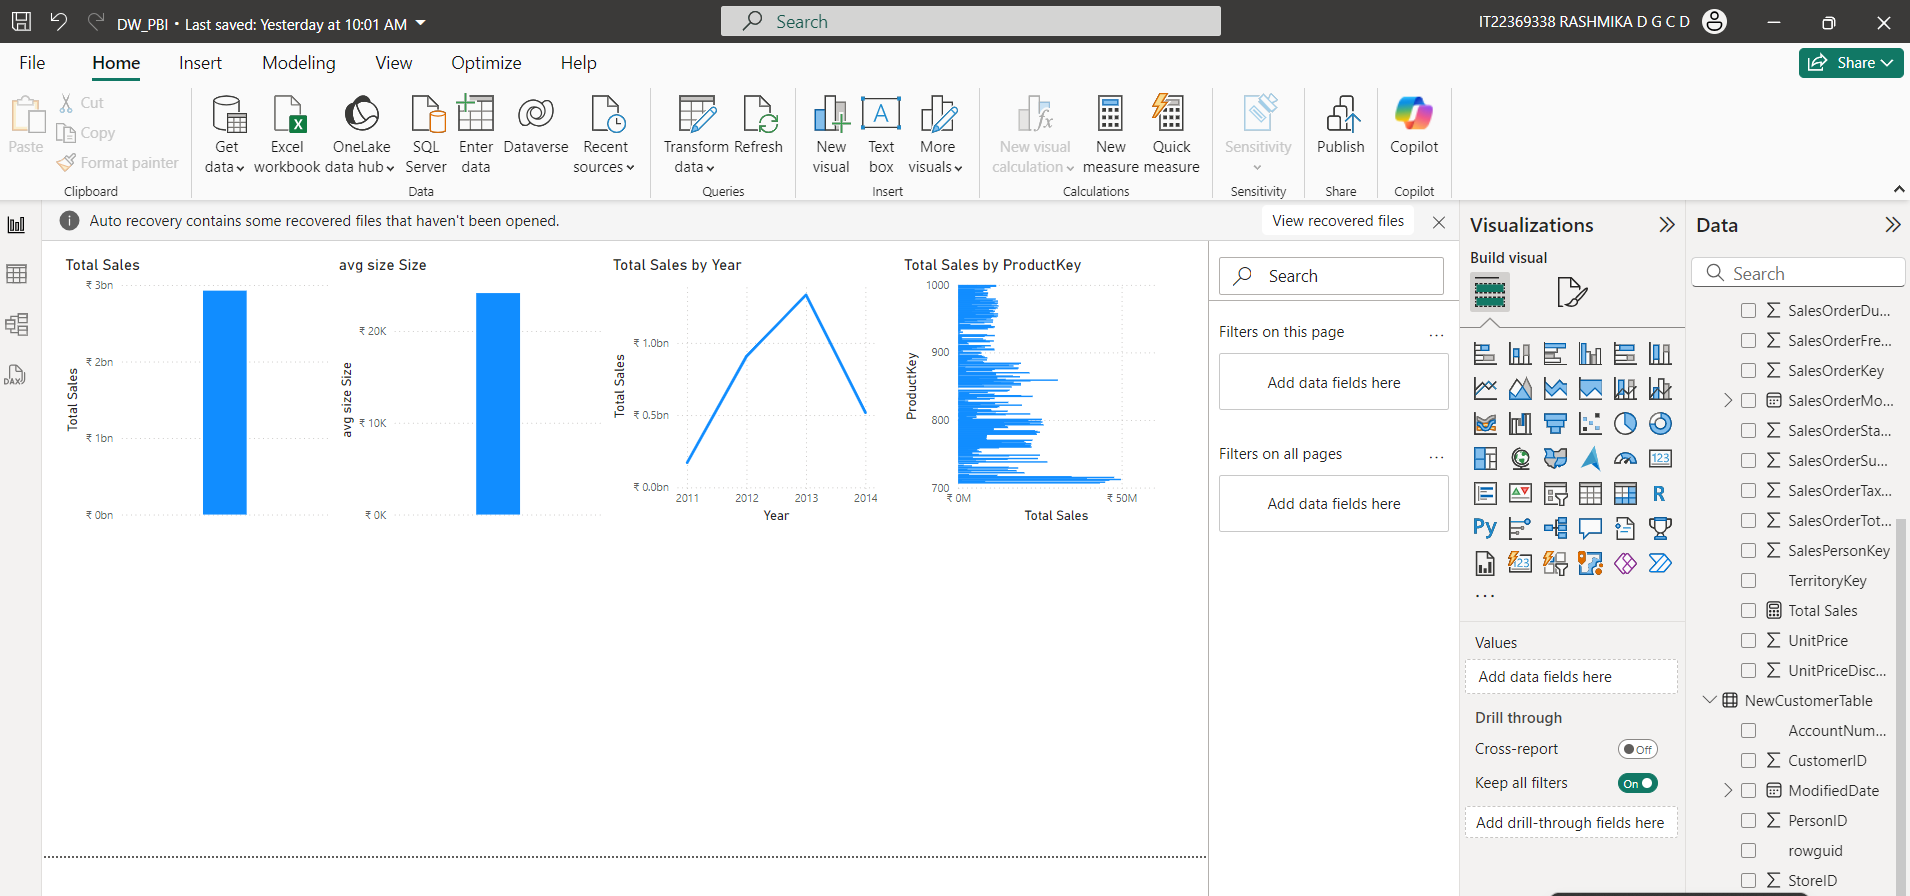 DW_PBI • Last saved: Yesterday at 10:01 AM
Search
IT22369338 RASHMIKA D G C D
File
Home
Insert
Modeling
View
Optimize
Help
Share
Paste
Cut
Copy
Format painter
Clipboard
Get data
Excel workbook
OneLake data hub
SQL Server
Enter data
Dataverse
Recent sources
Data
Transform data
Refresh
Queries
New visual
Text box
More visuals
Insert
New visual calculation
New measure
Quick measure
Calculations
Sensitivity
Sensitivity
Publish
Share
Copilot
Copilot
Auto recovery contains some recovered files that haven't been opened.
View recovered files
Total Sales
₹ 3bn
₹ 2bn
₹ 1bn
₹ 0bn
Total Sales
avg size Size
₹ 20K
₹ 10K
₹ 0K
avg size Size
Total Sales by Year
₹ 1.0bn
₹ 0.5bn
₹ 0.0bn
Total Sales
2011
2012
2013
2014
Year
Total Sales by ProductKey
1000
900
800
700
ProductKey
₹ 0M
₹ 50M
Total Sales
Search
Filters on this page
...
Add data fields here
Filters on all pages
...
Add data fields here
Visualizations
Build visual
123
R
Py
123
...
Values
Add data fields here
Drill through
Cross-report
Off
Keep all filters
On
Add drill-through fields here
Data
Search
SalesOrderDu...
SalesOrderFre...
SalesOrderKey
SalesOrderMo...
SalesOrderSta...
SalesOrderSu...
SalesOrderTax...
SalesOrderTot...
SalesPersonKey
TerritoryKey
Total Sales
UnitPrice
UnitPriceDisc...
NewCustomerTable
AccountNum...
CustomerID
ModifiedDate
PersonID
rowguid
StoreID
DAX